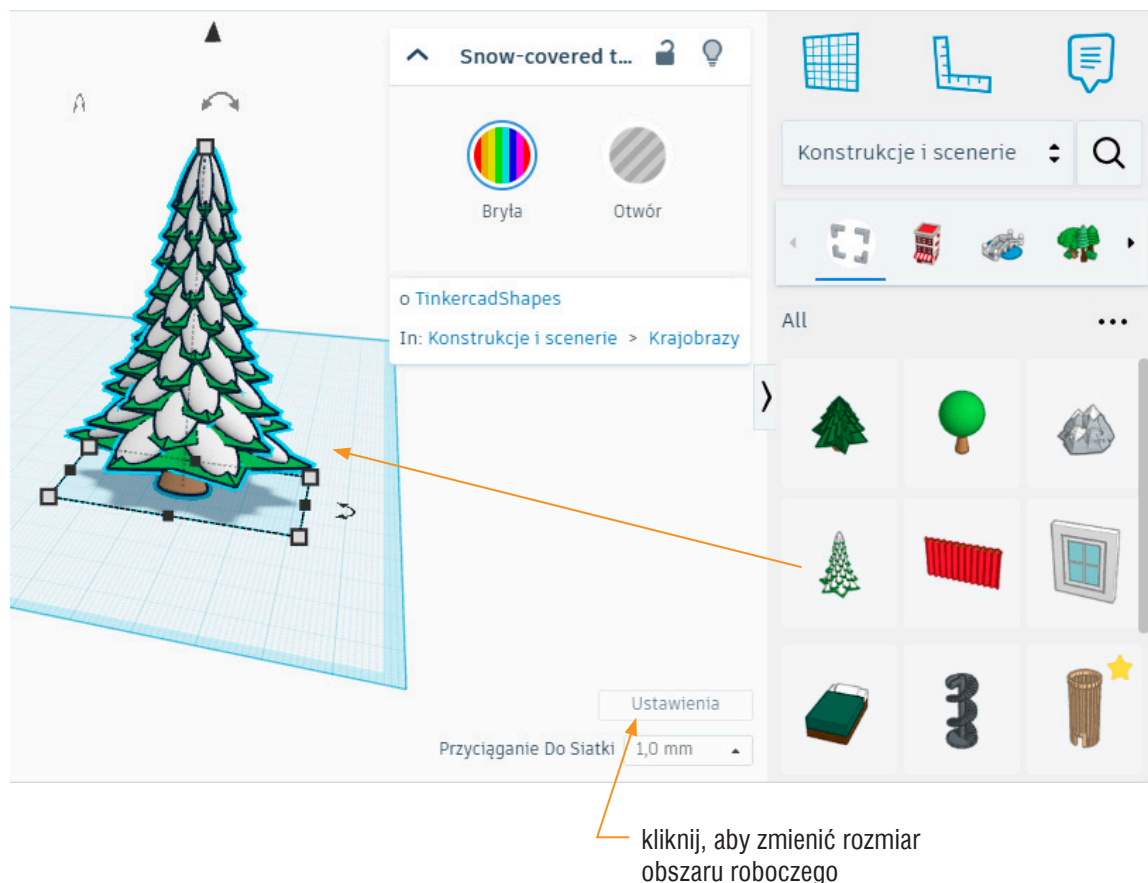 Snow-covered t...
Bryła
Otwór
o TinkercadShapes
In: Konstrukcje i scenerie > Krajobrazy
Konstrukcje i scenerie
All
Ustawienia
Przyciąganie Do Siatki 1,0 mm
kliknij, aby zmienić rozmiar
obszaru roboczego